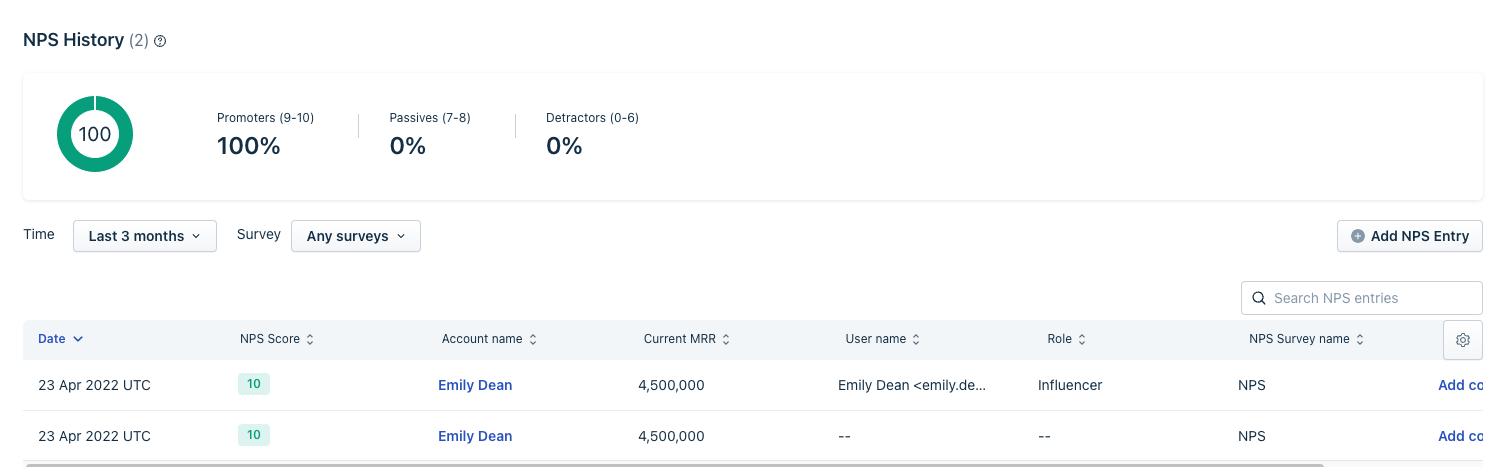 NPS History (2)
100
Promoters (9-10) Passives (7-8) Detractors (0-6)
100% 0% 0%
Time Last 3 months Survey Any surveys Add NPS Entry
Search NPS entries
Date NPS Score Account name Current MRR User name Role NPS Survey name
23 Apr 2022 UTC 10 Emily Dean 4,500,000 Emily Dean <emily.de... Influencer NPS Add co
23 Apr 2022 UTC 10 Emily Dean 4,500,000 -- -- NPS Add co